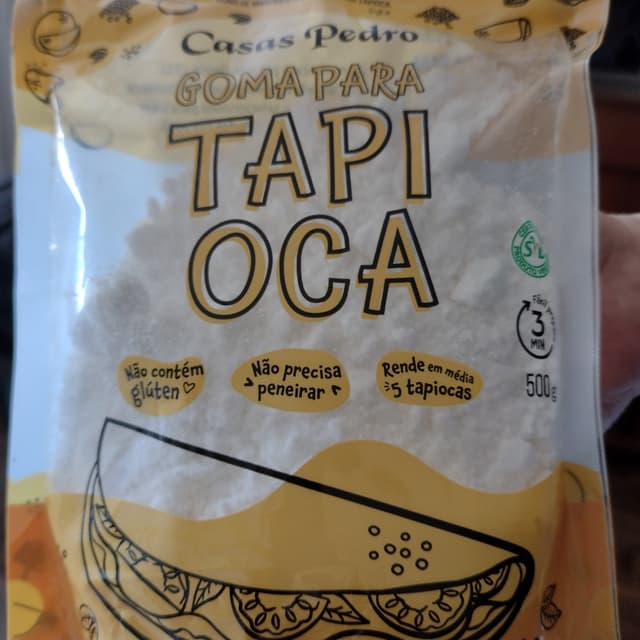 Casas Pedro
GOMA PARA
TAPI
OCA
Não contém
glúten
Não precisa
peneirar
Rende em média
5 tapiocas
3
MIN
500g